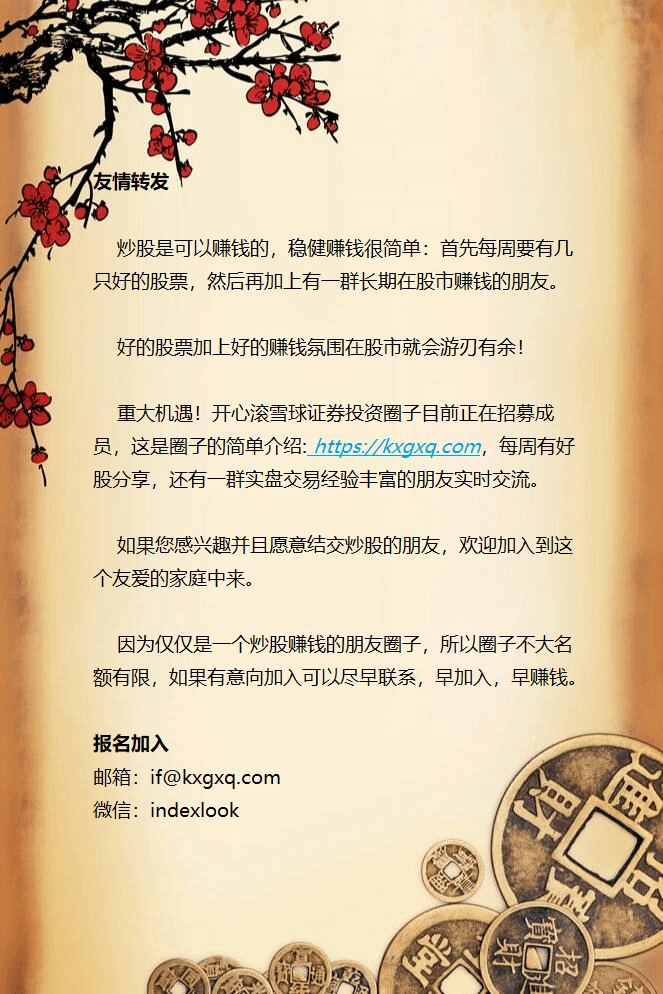 友情转发
炒股是可以赚钱的，稳健赚钱很简单：首先每周要有几
只好的股票，然后再加上有一群长期在股市赚钱的朋友。
好的股票加上好的赚钱氛围在股市就会游刃有余！
重大机遇！开心滚雪球证券投资圈子目前正在招募成
员，这是圈子的简单介绍: https://kxgxq.com，每周有好
股分享，还有一群实盘交易经验丰富的朋友实时交流。
如果您感兴趣并且愿意结交炒股的朋友，欢迎加入到这
个友爱的家庭中来。
因为仅仅是一个炒股赚钱的朋友圈子，所以圈子不大名
额有限，如果有意向加入可以尽早联系，早加入，早赚钱。
报名加入
邮箱：if@kxgxq.com
微信：indexlook
招財
招寶財